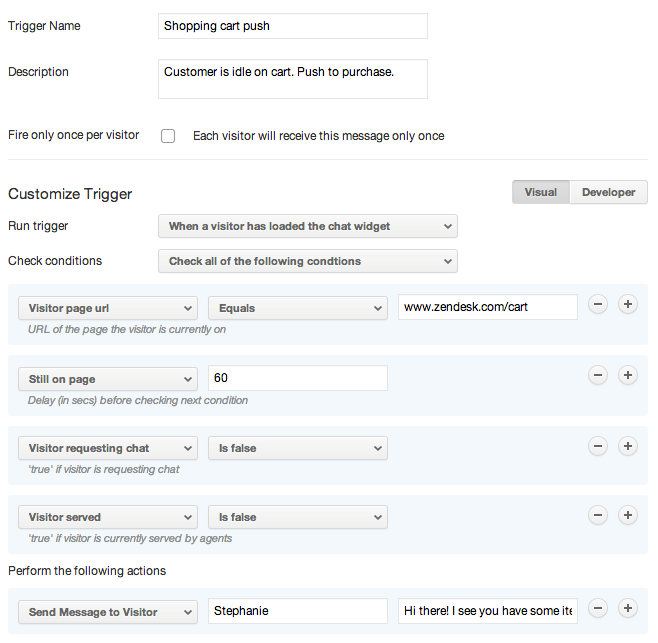 Trigger Name Shopping cart push
Description Customer is idle on cart. Push to purchase.
Fire only once per visitor Each visitor will receive this message only once
Customize Trigger Visual Developer
Run trigger When a visitor has loaded the chat widget
Check conditions Check all of the following condtions
Visitor page url Equals www.zendesk.com/cart
URL of the page the visitor is currently on
Still on page 60
Delay (in secs) before checking next condition
Visitor requesting chat Is false
'true' if visitor is requesting chat
Visitor served Is false
'true' if visitor is currently served by agents
Perform the following actions
Send Message to Visitor Stephanie Hi there! I see you have some ite